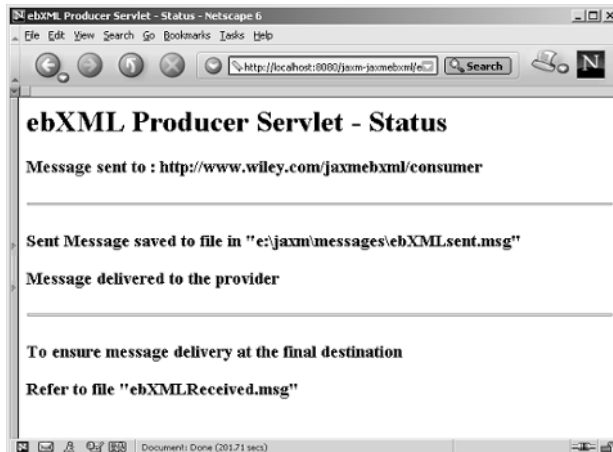 ebXML Producer Servlet - Status - Netscape 6
File Edit View Search Go Bookmarks Tasks Help
http://localhost:8080/jaxm-jaxmebxml/e
Search
N
ebXML Producer Servlet - Status
Message sent to : http://www.wiley.com/jaxmebxml/consumer
Sent Message saved to file in "e:\jaxm\messages\ebXMLsent.msg"
Message delivered to the provider
To ensure message delivery at the final destination
Refer to file "ebXMLReceived.msg"
Document: Done (201.71 secs)